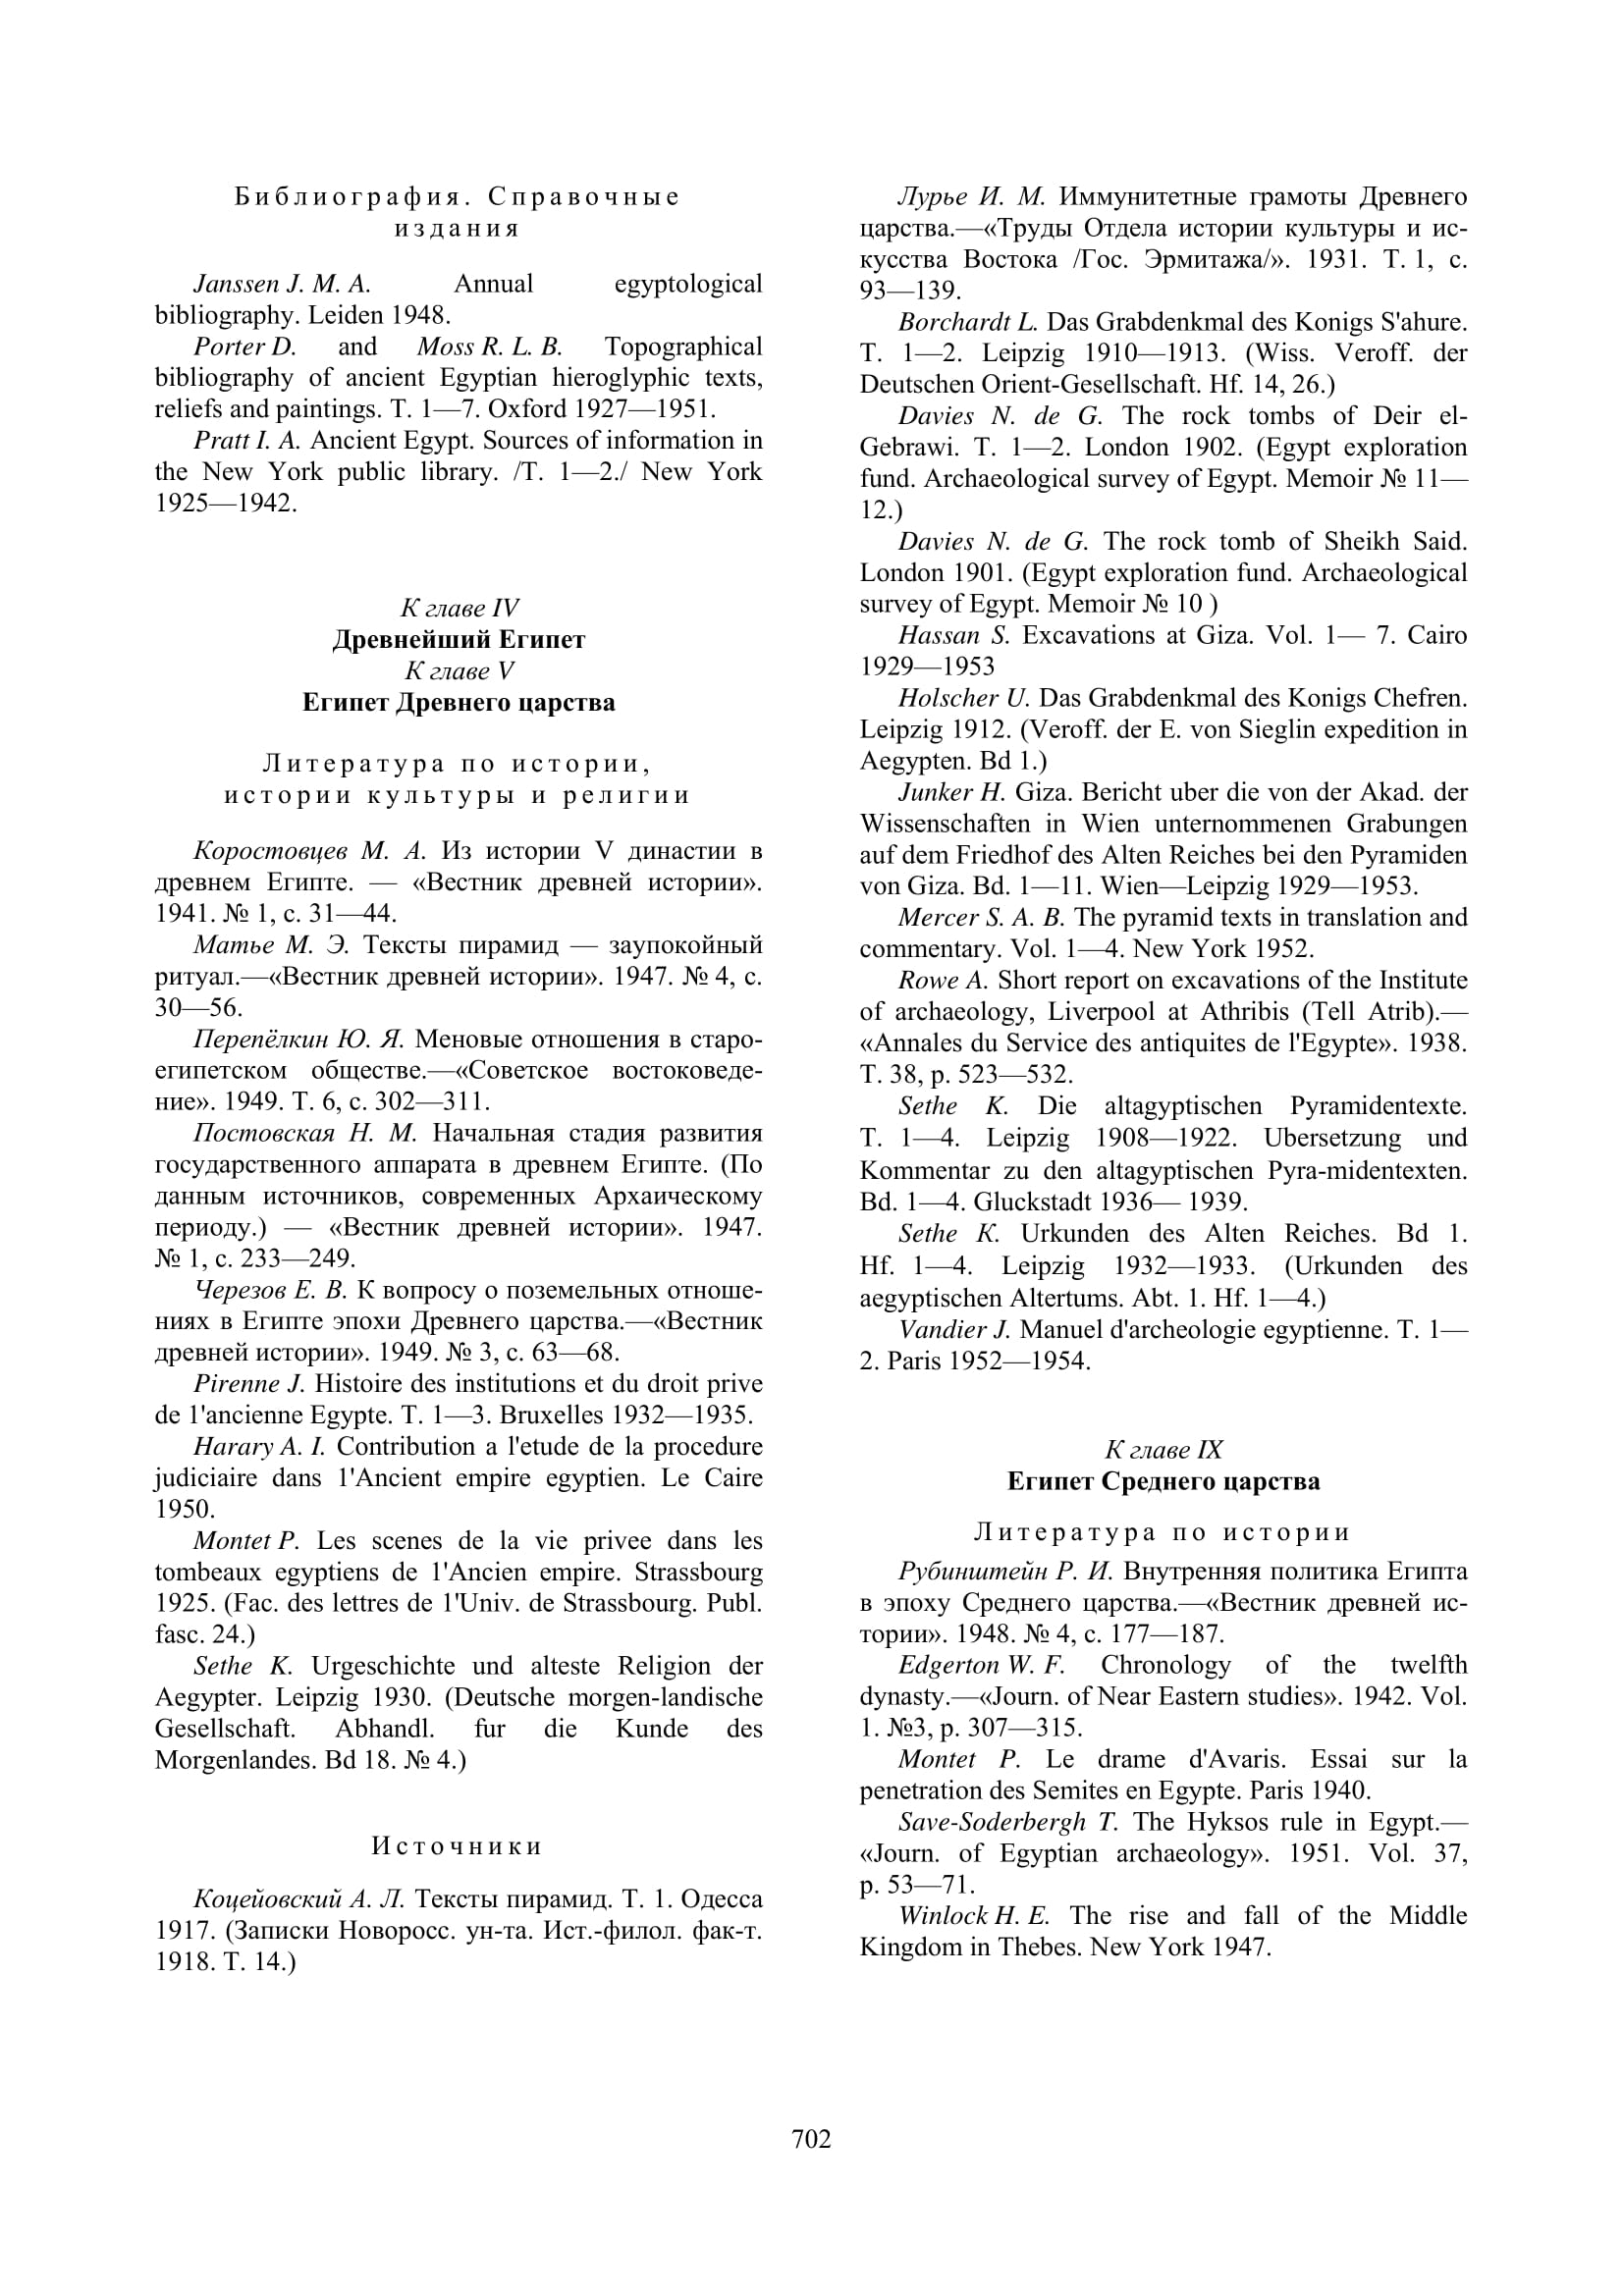 Библиография. Справочные
издания
Janssen J. M. A. Annual egyptological
bibliography. Leiden 1948.
Porter D. and Moss R. L. B. Topographical
bibliography of ancient Egyptian hieroglyphic texts,
reliefs and paintings. T. 1—7. Oxford 1927—1951.
Pratt I. A. Ancient Egypt. Sources of information in
the New York public library. /T. 1—2./ New York
1925—1942.
К главе IV
Древнейший Египет
К главе V
Египет Древнего царства
Литература по истории,
истории культуры и религии
Коростовцев М. А. Из истории V династии в
древнем Египте. — «Вестник древней истории».
1941. № 1, с. 31—44.
Матье М. Э. Тексты пирамид — заупокойный
ритуал.—«Вестник древней истории». 1947. № 4, с.
30—56.
Перепёлкин Ю. Я. Меновые отношения в старо-
египетском обществе.—«Советское востоковеде-
ние». 1949. Т. 6, с. 302—311.
Постовская Н. М. Начальная стадия развития
государственного аппарата в древнем Египте. (По
данным источников, современных Архаическому
периоду.) — «Вестник древней истории». 1947.
№ 1, с. 233—249.
Черезов Е. В. К вопросу о поземельных отноше-
ниях в Египте эпохи Древнего царства.—«Вестник
древней истории». 1949. № 3, с. 63—68.
Pirenne J. Histoire des institutions et du droit prive
de 1'ancienne Egypte. T. 1—3. Bruxelles 1932—1935.
Harary A. I. Contribution a l'etude de la procedure
judiciaire dans 1'Ancient empire egyptien. Le Caire
1950.
Montet P. Les scenes de la vie privee dans les
tombeaux egyptiens de 1'Ancien empire. Strassbourg
1925. (Fac. des lettres de 1'Univ. de Strassbourg. Publ.
fasc. 24.)
Sethe K. Urgeschichte und alteste Religion der
Aegypter. Leipzig 1930. (Deutsche morgen-landische
Gesellschaft. Abhandl. fur die Kunde des
Morgenlandes. Bd 18. № 4.)
Источники
Коцейовский А. Л. Тексты пирамид. Т. 1. Одесса
1917. (Записки Новоросс. ун-та. Ист.-филол. фак-т.
1918. Т. 14.)
Лурье И. М. Иммунитетные грамоты Древнего
царства.—«Труды Отдела истории культуры и ис-
кусства Востока /Гос. Эрмитажа/». 1931. Т. 1, с.
93—139.
Borchardt L. Das Grabdenkmal des Konigs S'ahure.
T. 1—2. Leipzig 1910—1913. (Wiss. Veroff. der
Deutschen Orient-Gesellschaft. Hf. 14, 26.)
Davies N. de G. The rock tombs of Deir el-
Gebrawi. T. 1—2. London 1902. (Egypt exploration
fund. Archaeological survey of Egypt. Memoir № 11—
12.)
Davies N. de G. The rock tomb of Sheikh Said.
London 1901. (Egypt exploration fund. Archaeological
survey of Egypt. Memoir № 10 )
Hassan S. Excavations at Giza. Vol. 1— 7. Cairo
1929—1953
Holscher U. Das Grabdenkmal des Konigs Chefren.
Leipzig 1912. (Veroff. der E. von Sieglin expedition in
Aegypten. Bd 1.)
Junker H. Giza. Bericht uber die von der Akad. der
Wissenschaften in Wien unternommenen Grabungen
auf dem Friedhof des Alten Reiches bei den Pyramiden
von Giza. Bd. 1—11. Wien—Leipzig 1929—1953.
Mercer S. A. B. The pyramid texts in translation and
commentary. Vol. 1—4. New York 1952.
Rowe A. Short report on excavations of the Institute
of archaeology, Liverpool at Athribis (Tell Atrib).—
«Annales du Service des antiquites de l'Egypte». 1938.
T. 38, p. 523—532.
Sethe K. Die altagyptischen Pyramidentexte.
T. 1—4. Leipzig 1908—1922. Ubersetzung und
Kommentar zu den altagyptischen Pyra-midentexten.
Bd. 1—4. Gluckstadt 1936— 1939.
Sethe K. Urkunden des Alten Reiches. Bd 1.
Hf. 1—4. Leipzig 1932—1933. (Urkunden des
aegyptischen Altertums. Abt. 1. Hf. 1—4.)
Vandier J. Manuel d'archeologie egyptienne. T. 1—
2. Paris 1952—1954.
К главе IX
Египет Среднего царства
Литература по истории
Рубинштейн Р. И. Внутренняя политика Египта
в эпоху Среднего царства.—«Вестник древней ис-
тории». 1948. № 4, с. 177—187.
Edgerton W. F. Chronology of the twelfth
dynasty.—«Journ. of Near Eastern studies». 1942. Vol.
1. №3, p. 307—315.
Montet P. Le drame d'Avaris. Essai sur la
penetration des Semites en Egypte. Paris 1940.
Save-Soderbergh T. The Hyksos rule in Egypt.—
«Journ. of Egyptian archaeology». 1951. Vol. 37,
p. 53—71.
Winlock H. E. The rise and fall of the Middle
Kingdom in Thebes. New York 1947.
702